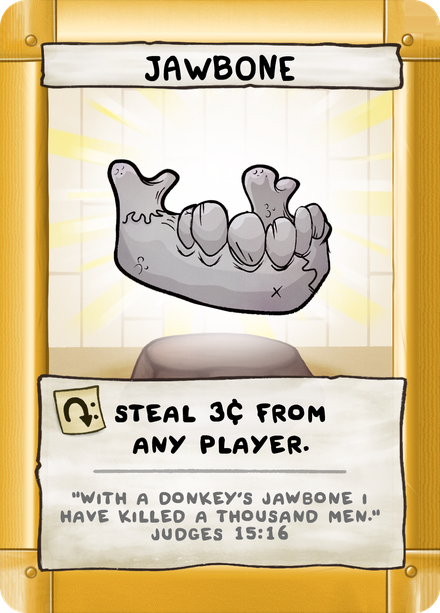 JAWBONE
STEAL 3¢ FROM
ANY PLAYER.
"WITH A DONKEY'S JAWBONE I
HAVE KILLED A THOUSAND MEN."
JUDGES 15:16